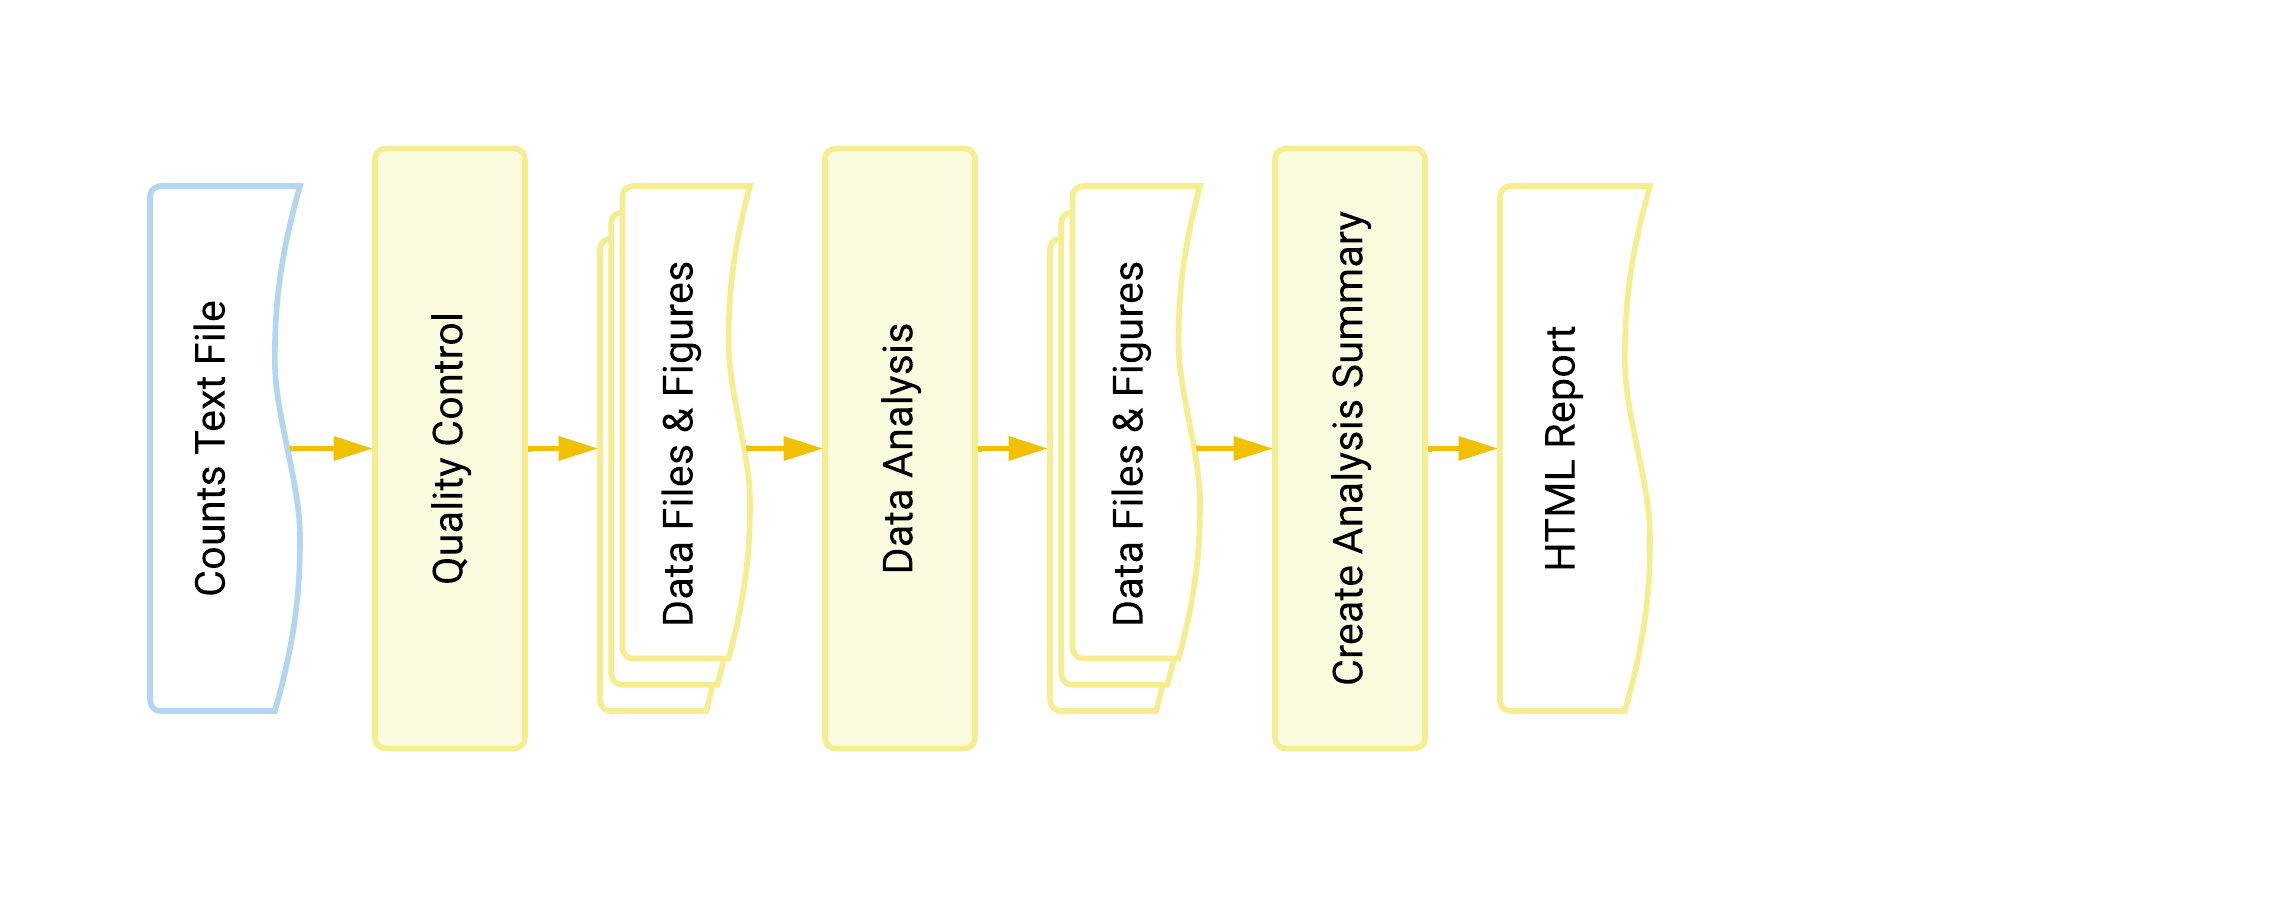 Counts Text File
Quality Control
Data Files & Figures
Data Analysis
Data Files & Figures
Create Analysis Summary
HTML Report